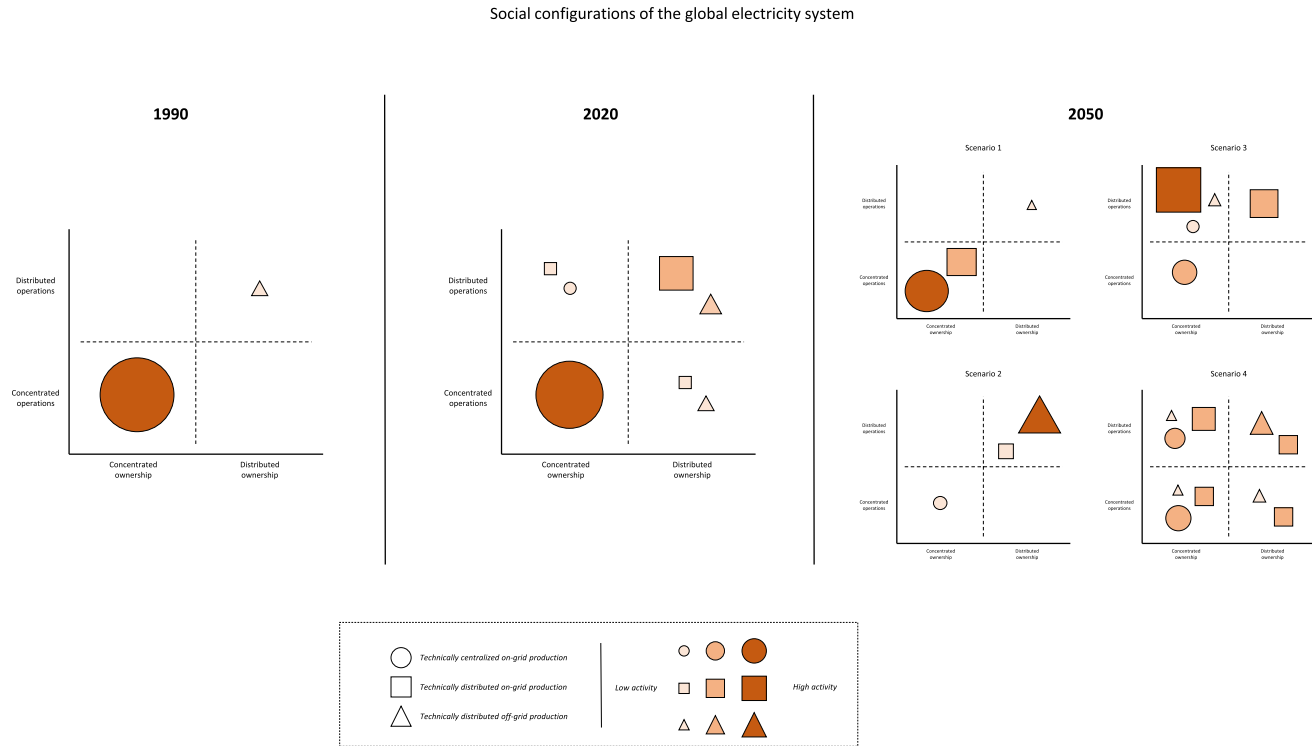 Social configurations of the global electricity system
1990
Distributed
operations
Concentrated
operations
Concentrated
ownership
Distributed
ownership
2020
Distributed
operations
Concentrated
operations
Concentrated
ownership
Distributed
ownership
2050
Scenario 1
Distributed
operations
Concentrated
operations
Concentrated
ownership
Distributed
ownership
Scenario 3
Distributed
operations
Concentrated
operations
Concentrated
ownership
Distributed
ownership
Scenario 2
Distributed
operations
Concentrated
operations
Concentrated
ownership
Distributed
ownership
Scenario 4
Distributed
operations
Concentrated
operations
Concentrated
ownership
Distributed
ownership
Technically centralized on-grid production
Technically distributed on-grid production
Technically distributed off-grid production
Low activity
High activity